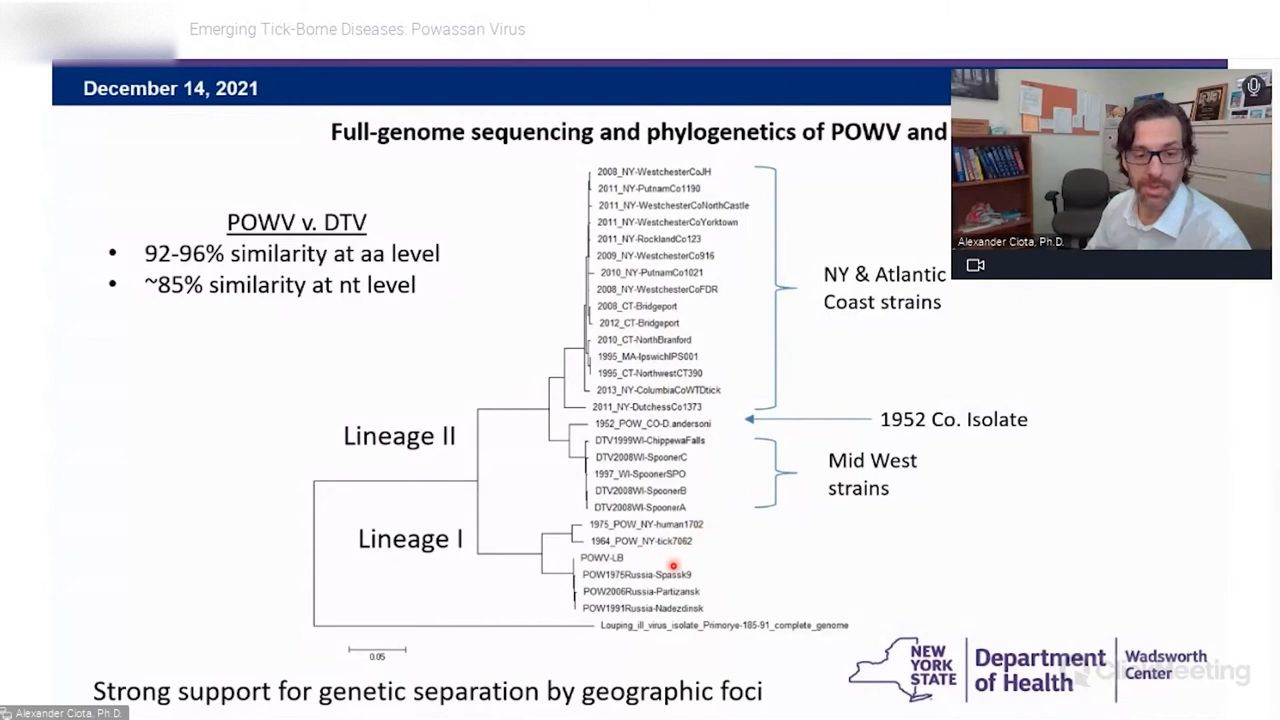 Emerging Tick-Borne Diseases: Powassan Virus
December 14, 2021
Full-genome sequencing and phylogenetics of POWV and
POWV v. DTV
• 92-96% similarity at aa level
• ~85% similarity at nt level
2008_NY-WestchesterCoJH
2011_NY-PutnamCo1190
2011_NY-WestchesterCoNorthCastle
2011_NY-WestchesterCoYorktown
2011_NY-RocklandCo123
2009_NY-WestchesterCo916
2010_NY-PutnamCo1021
2008_NY-WestchesterCoFDR
2008_CT-Bridgeport
2012_CT-Bridgeport
2010_CT-NorthBranford
1995_MA-IpswichIPS001
1995_CT-NorthwestCT390
2013_NY-ColumbiaCoWTDtick
2011_NY-DutchessCo1373
1952_POW_CO-D.andersoni
DTV1999WI-ChippewaFalls
DTV2008WI-SpoonerC
1997_WI-SpoonerSPO
DTV2008WI-SpoonerB
DTV2008WI-SpoonerA
1975_POW_NY-human1702
1964_POW_NY-tick7062
POWV-LB
POW1975Russia-Spassk9
POW2006Russia-Partizansk
POW1991Russia-Nadezdinsk
Louping_ill_virus_isolate_Primorye-185-91_complete_genome
0.05
Lineage II
Lineage I
NY & Atlantic
Coast strains
1952 Co. Isolate
Mid West
strains
Alexander Ciota, Ph.D.
Strong support for genetic separation by geographic foci
NEW
YORK
STATE
Department
of Health
Wadsworth
Center
ClickMeeting
Alexander Ciota, Ph.D.